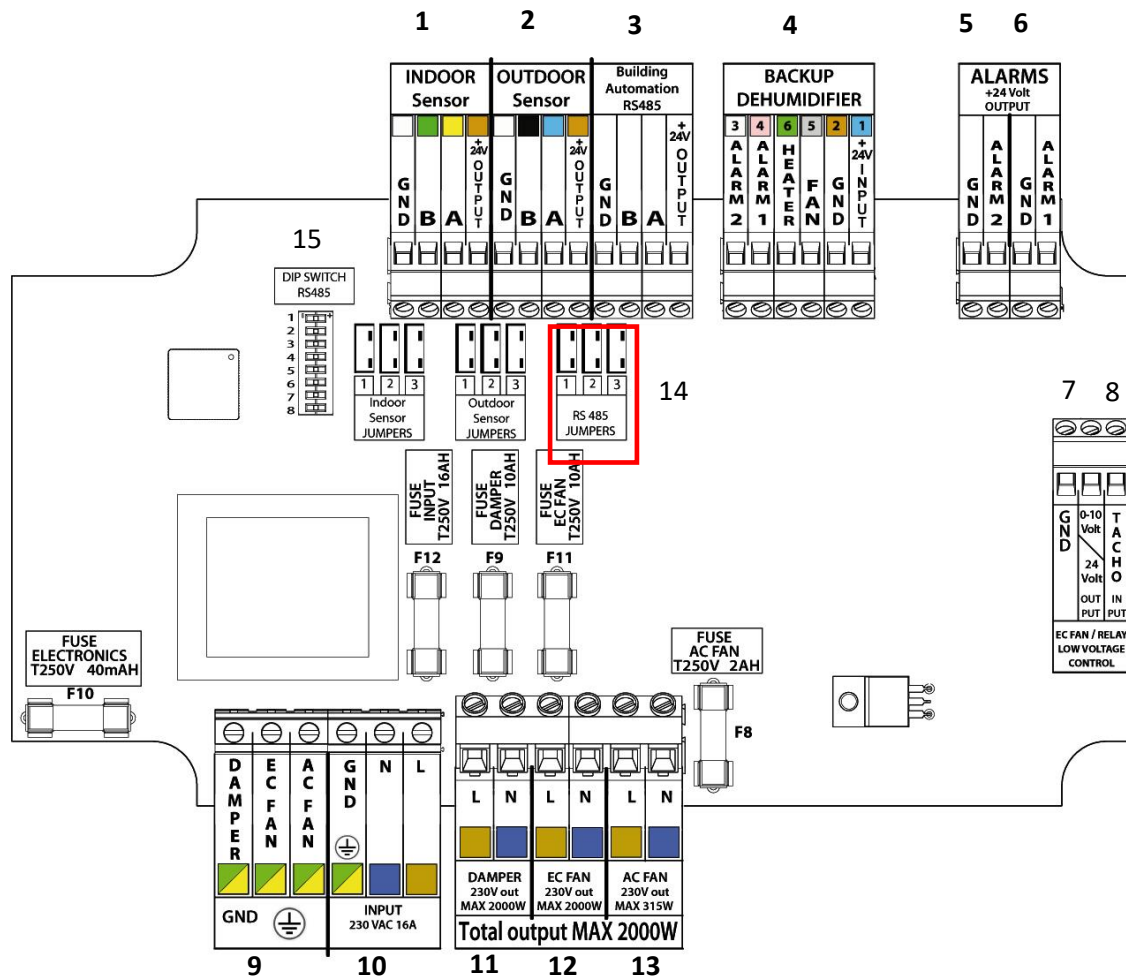 1
2
3
4
5
6
INDOOR
Sensor
OUTDOOR
Sensor
Building
Automation
RS485
BACKUP
DEHUMIDIFIER
ALARMS
+24 Volt
OUTPUT
3 4 6 5 2 1
GND
B
A
+
24V
OUTPUT
GND
B
A
+
24V
OUTPUT
GND
B
A
+
24V
OUTPUT
ALARM 2
ALARM 1
HEATER
FAN
GND
+
24V
INPUT
GND
ALARM 2
GND
ALARM 1
15
DIP SWITCH
RS485
1
2
3
4
5
6
7
8
1 2 3
Indoor
Sensor
JUMPERS
1 2 3
Outdoor
Sensor
JUMPERS
1 2 3
RS 485
JUMPERS
14
7
8
FUSE
INPUT
T250V 16AH
F12
FUSE
DAMPER
T250V 10AH
F9
FUSE
EC FAN
T250V 10AH
F11
GND
0-10
Volt
24
Volt
OUT
PUT
TACHO
IN
PUT
EC FAN / RELAY
LOW VOLTAGE
CONTROL
FUSE
ELECTRONICS
T250V 40mAH
F10
FUSE
AC FAN
T250V 2AH
F8
DAMPER
EC FAN
AC FAN
GND
N
L
GND
INPUT
230 VAC 16A
L N L N L N
DAMPER
230V out
MAX 2000W
EC FAN
230V out
MAX 2000W
AC FAN
230V out
MAX 315W
Total output MAX 2000W
9
10
11
12
13